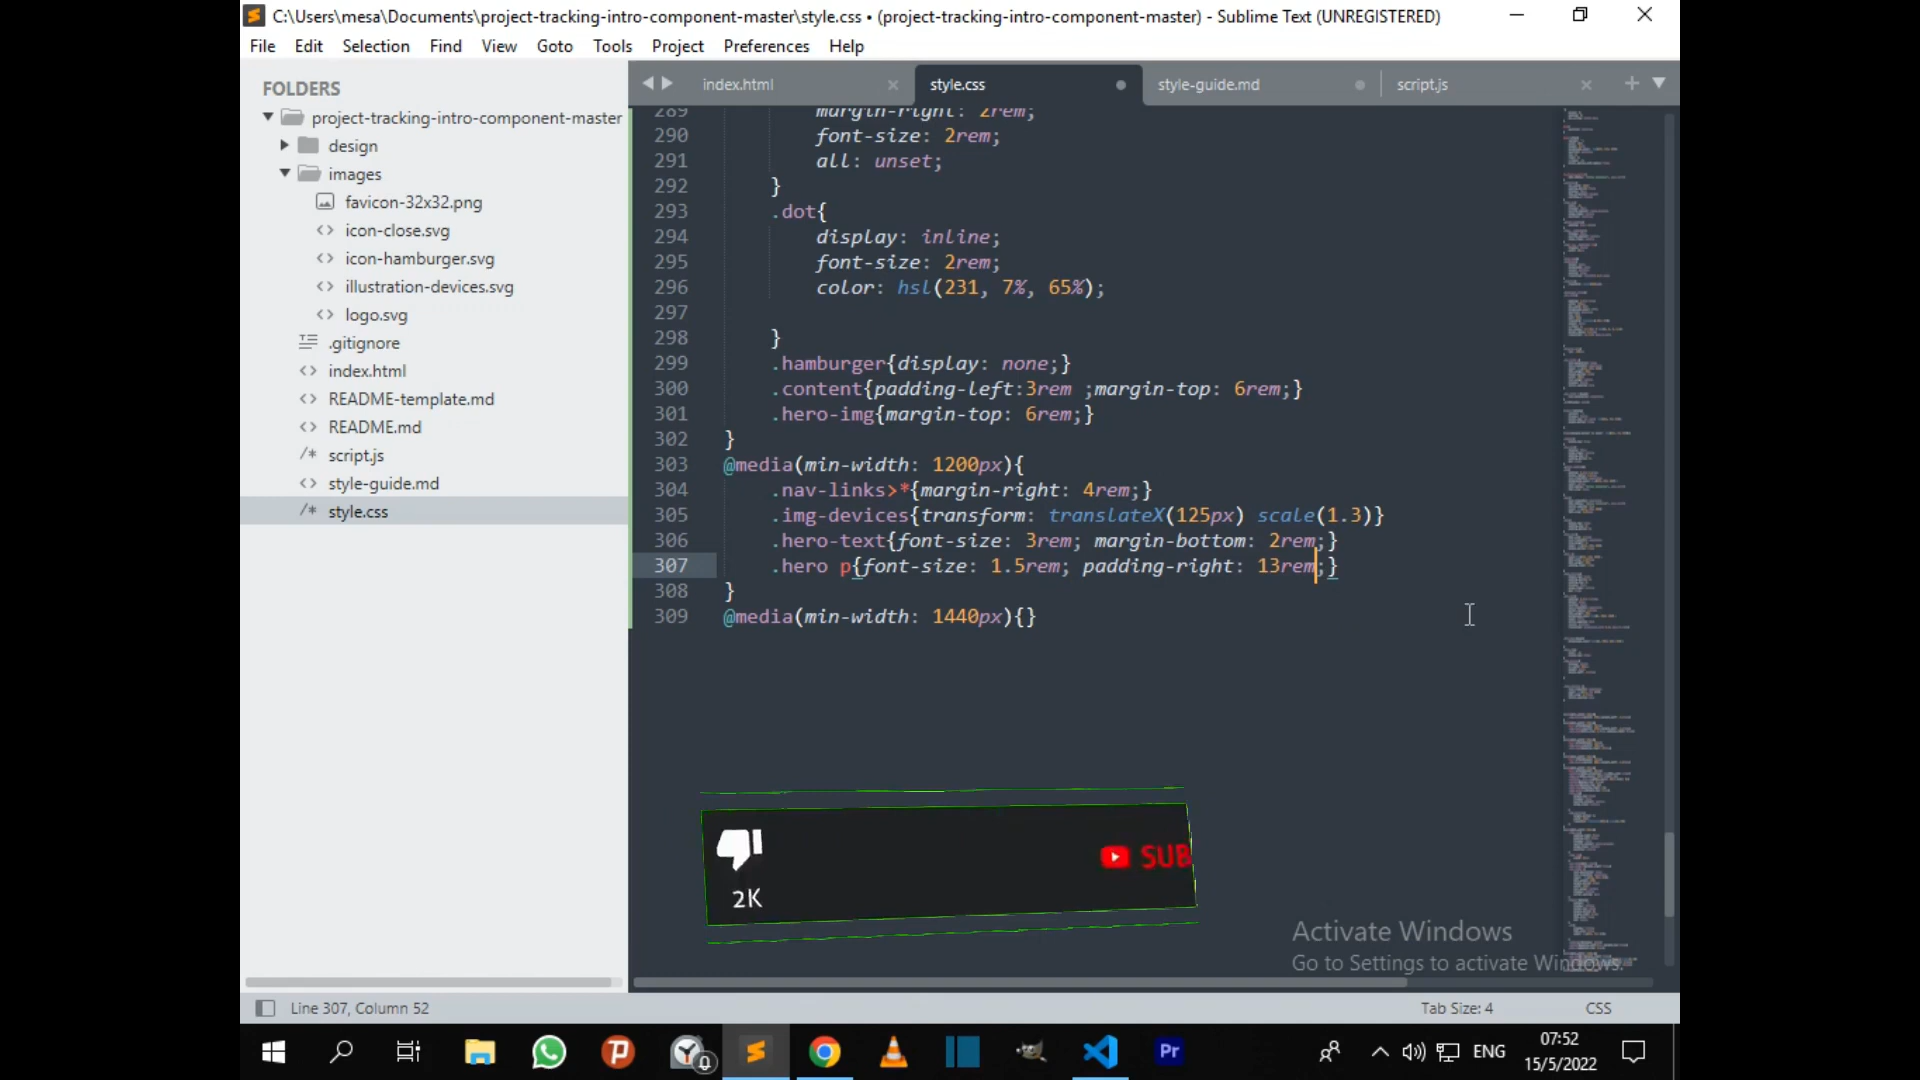 C:\Users\mesa\Documents\project-tracking-intro-component-master\style.css • (project-tracking-intro-component-master) - Sublime Text (UNREGISTERED)
File Edit Selection Find View Goto Tools Project Preferences Help
FOLDERS
project-tracking-intro-component-master
design
images
favicon-32x32.png
icon-close.svg
icon-hamburger.svg
illustration-devices.svg
logo.svg
.gitignore
index.html
README-template.md
README.md
script.js
style-guide.md
style.css
index.html style.css style-guide.md script.js
289 margin-right: 2rem;
290 font-size: 2rem;
291 all: unset;
292 }
293 .dot{
294 display: inline;
295 font-size: 2rem;
296 color: hsl(231, 7%, 65%);
297
298 }
299 .hamburger{display: none;}
300 .content{padding-left:3rem ;margin-top: 6rem;}
301 .hero-img{margin-top: 6rem;}
302 }
303 @media(min-width: 1200px){
304 .nav-links>*{margin-right: 4rem;}
305 .img-devices{transform: translateX(125px) scale(1.3)}
306 .hero-text{font-size: 3rem; margin-bottom: 2rem;}
307 .hero p{font-size: 1.5rem; padding-right: 13rem;}
308 }
309 @media(min-width: 1440px){}
2K
SUB
Activate Windows
Go to Settings to activate Windows.
Line 307, Column 52
Tab Size: 4 CSS
ENG
07:52
15/5/2022